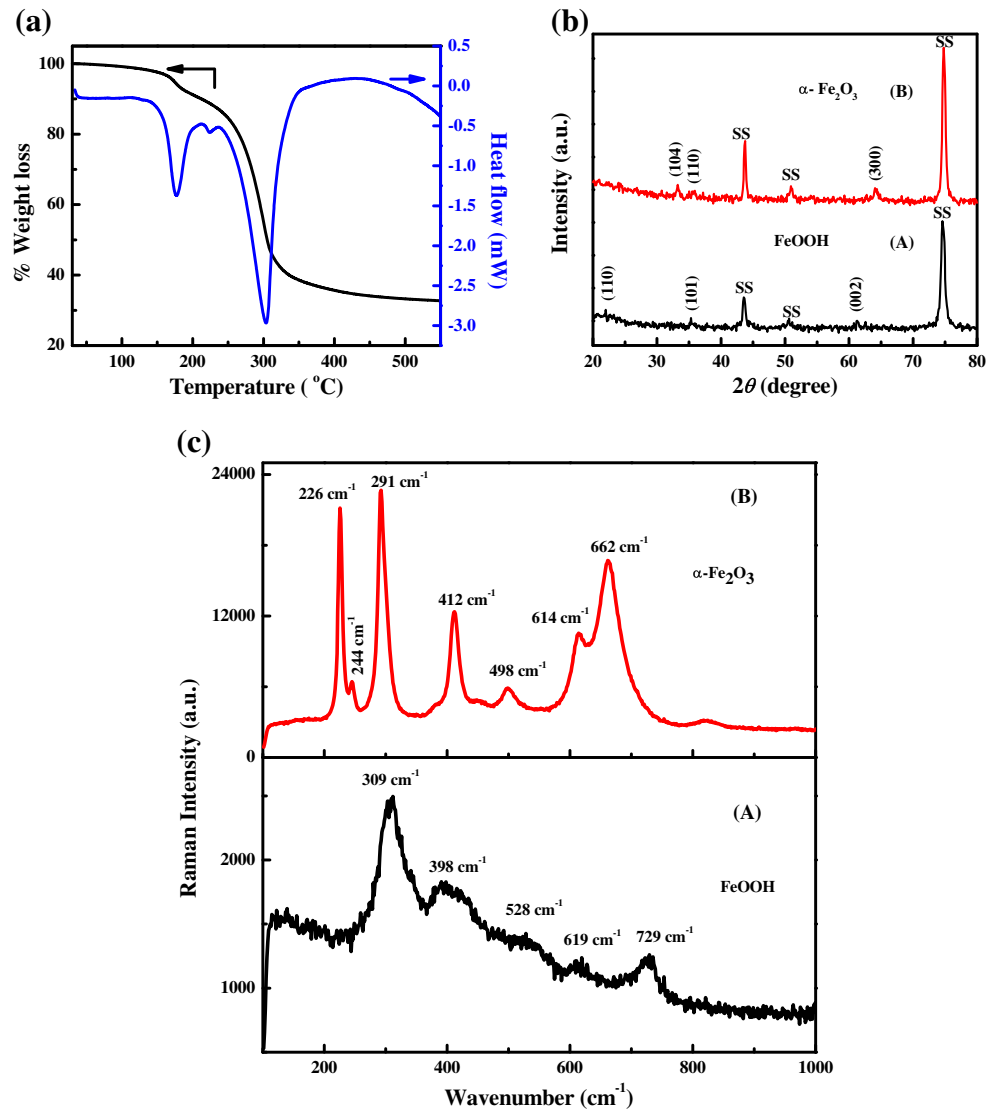 (a)
% Weight loss
100
80
60
40
20
100 200 300 400 500
Temperature ( °C)
0.5
0.0
-0.5
-1.0
-1.5
-2.0
-2.5
-3.0
Heat flow (mW)
(b)
Intensity (a.u.)
α- Fe₂O₃ (B)
SS
(104)
(110)
SS
SS
(300)
FeOOH (A)
SS
(110)
(101)
SS
SS
(002)
20 30 40 50 60 70 80
2θ (degree)
(c)
Raman Intensity (a.u.)
24000
12000
0
226 cm⁻¹
244 cm⁻¹
291 cm⁻¹
412 cm⁻¹
498 cm⁻¹
614 cm⁻¹
662 cm⁻¹
(B)
α-Fe₂O₃
2000
1000
309 cm⁻¹
398 cm⁻¹
528 cm⁻¹
619 cm⁻¹
729 cm⁻¹
(A)
FeOOH
200 400 600 800 1000
Wavenumber (cm⁻¹)